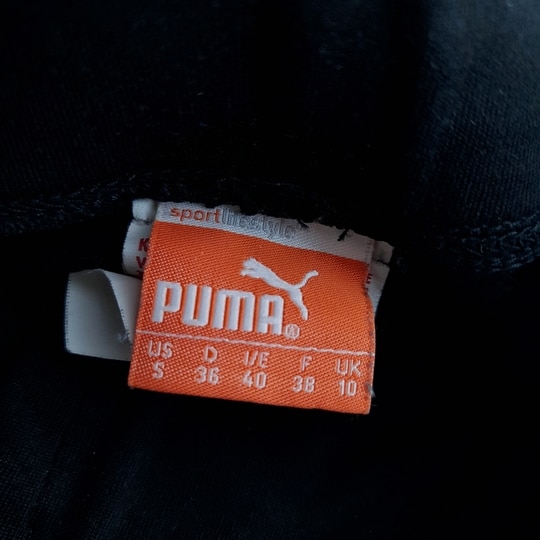 sportlifestyle
PUMA®
US D I/E F UK
S 36 40 38 10